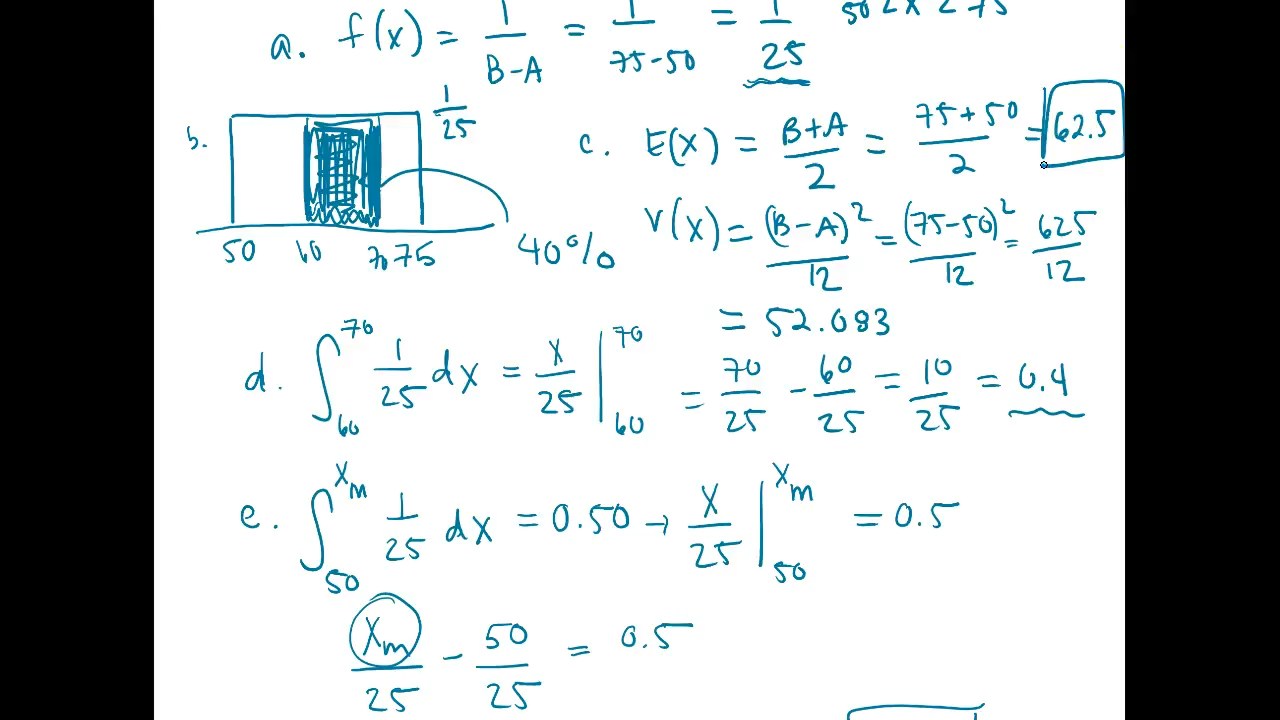 a. f(x) = 1/(B-A) = 1/(75-50) = 1/25 50 < x < 75
b. 1/25
50 60 70 75 40%
c. E(X) = (B+A)/2 = (75+50)/2 = 62.5
V(X) = (B-A)²/12 = (75-50)²/12 = 625/12
= 52.083
d. ∫₆₀⁷⁰ 1/25 dx = x/25 |₆₀⁷⁰ = 70/25 - 60/25 = 10/25 = 0.4
e. ∫₅₀^(Xm) 1/25 dx = 0.50 → X/25 |₅₀^(Xm) = 0.5
Xm/25 - 50/25 = 0.5